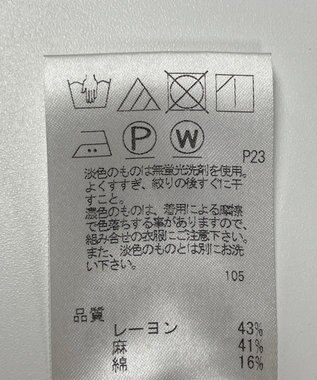 P W P23
淡色のものは無蛍光洗剤を使用。
よくすすぎ、絞りの後すぐに干
すこと。
濃色のものは、着用による摩擦
で色落ちする事がありますので、
組み合せの衣服にご注意下さい。
また、淡色のものとは別にお洗
い下さい。
105
品質
レーヨン 43%
麻 41%
綿 16%